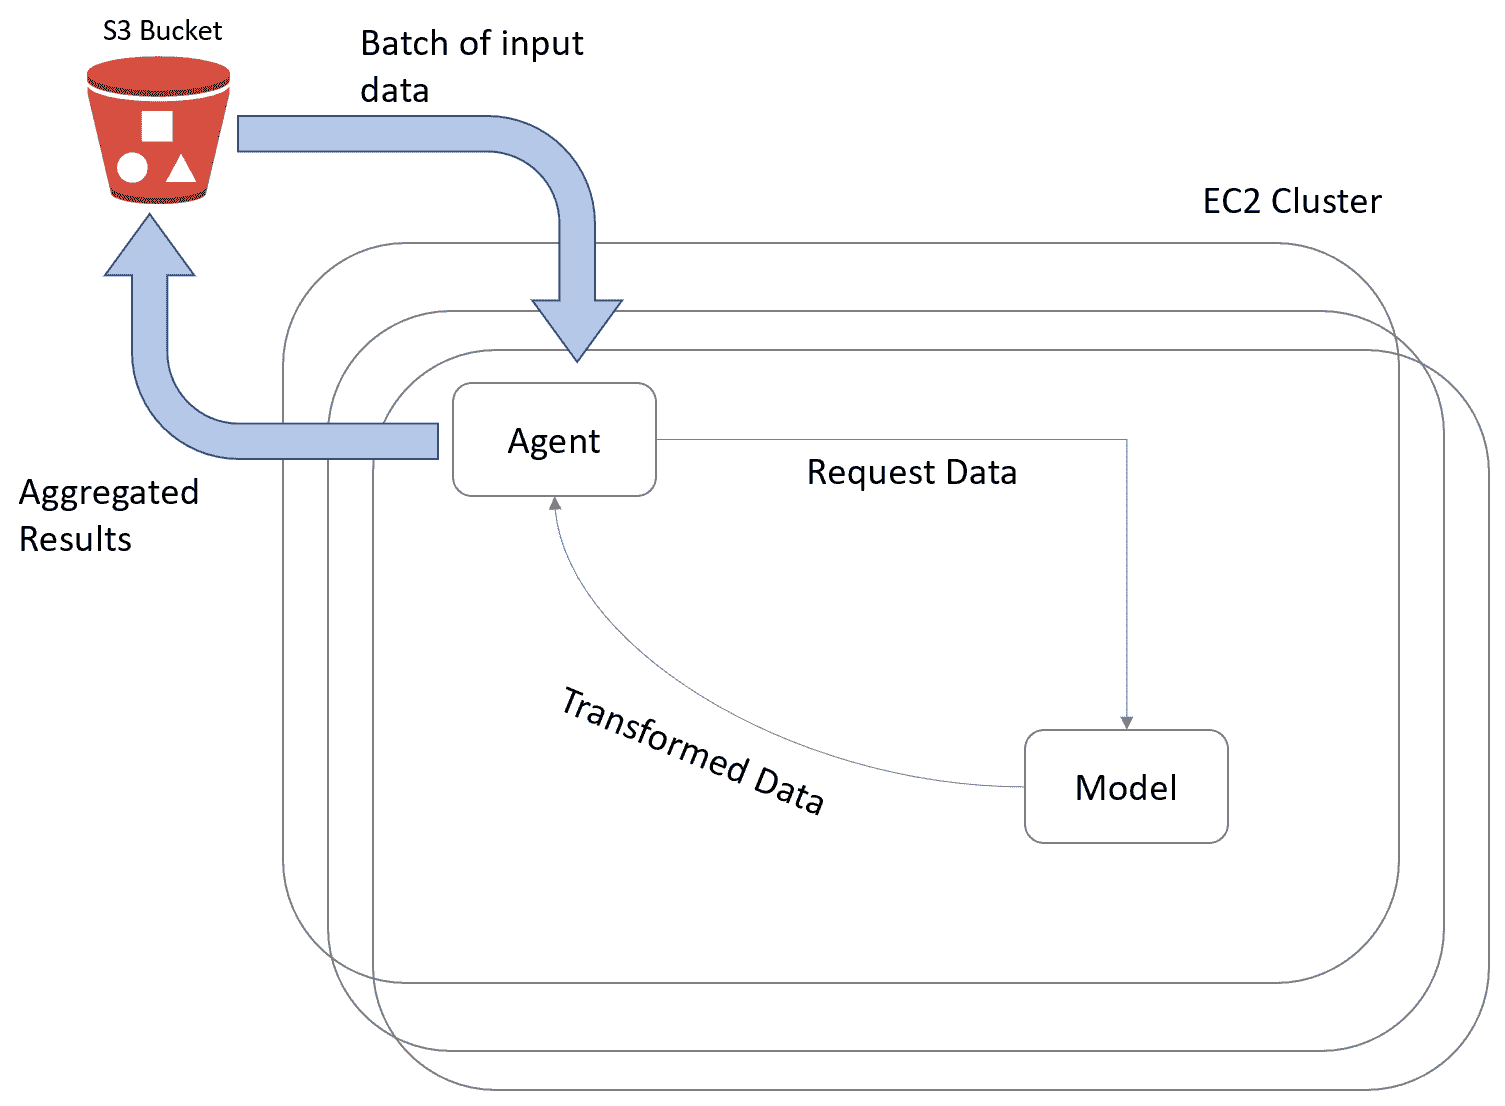 S3 Bucket
Batch of input
data
EC2 Cluster
Agent
Request Data
Aggregated
Results
Transformed Data
Model